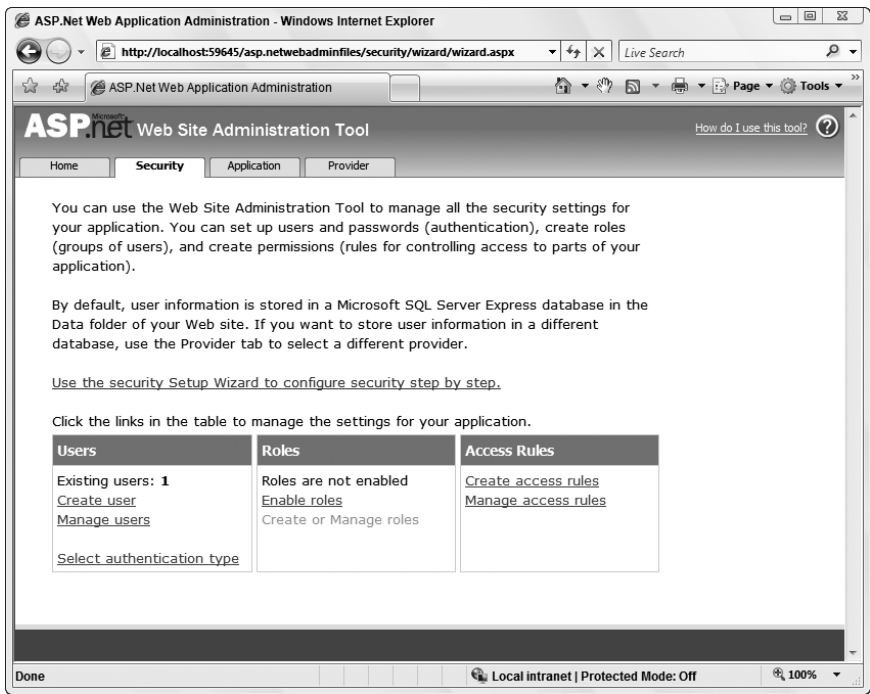 ASP.Net Web Application Administration - Windows Internet Explorer
http://localhost:59645/asp.netwebadminfiles/security/wizard/wizard.aspx
Live Search
ASP.Net Web Application Administration
Page
Tools
Microsoft
ASP.net Web Site Administration Tool
How do I use this tool? ?
Home
Security
Application
Provider
You can use the Web Site Administration Tool to manage all the security settings for
your application. You can set up users and passwords (authentication), create roles
(groups of users), and create permissions (rules for controlling access to parts of your
application).
By default, user information is stored in a Microsoft SQL Server Express database in the
Data folder of your Web site. If you want to store user information in a different
database, use the Provider tab to select a different provider.
Use the security Setup Wizard to configure security step by step.
Click the links in the table to manage the settings for your application.
Users
Existing users: 1
Create user
Manage users
Select authentication type
Roles
Roles are not enabled
Enable roles
Create or Manage roles
Access Rules
Create access rules
Manage access rules
Done
Local intranet | Protected Mode: Off
100%